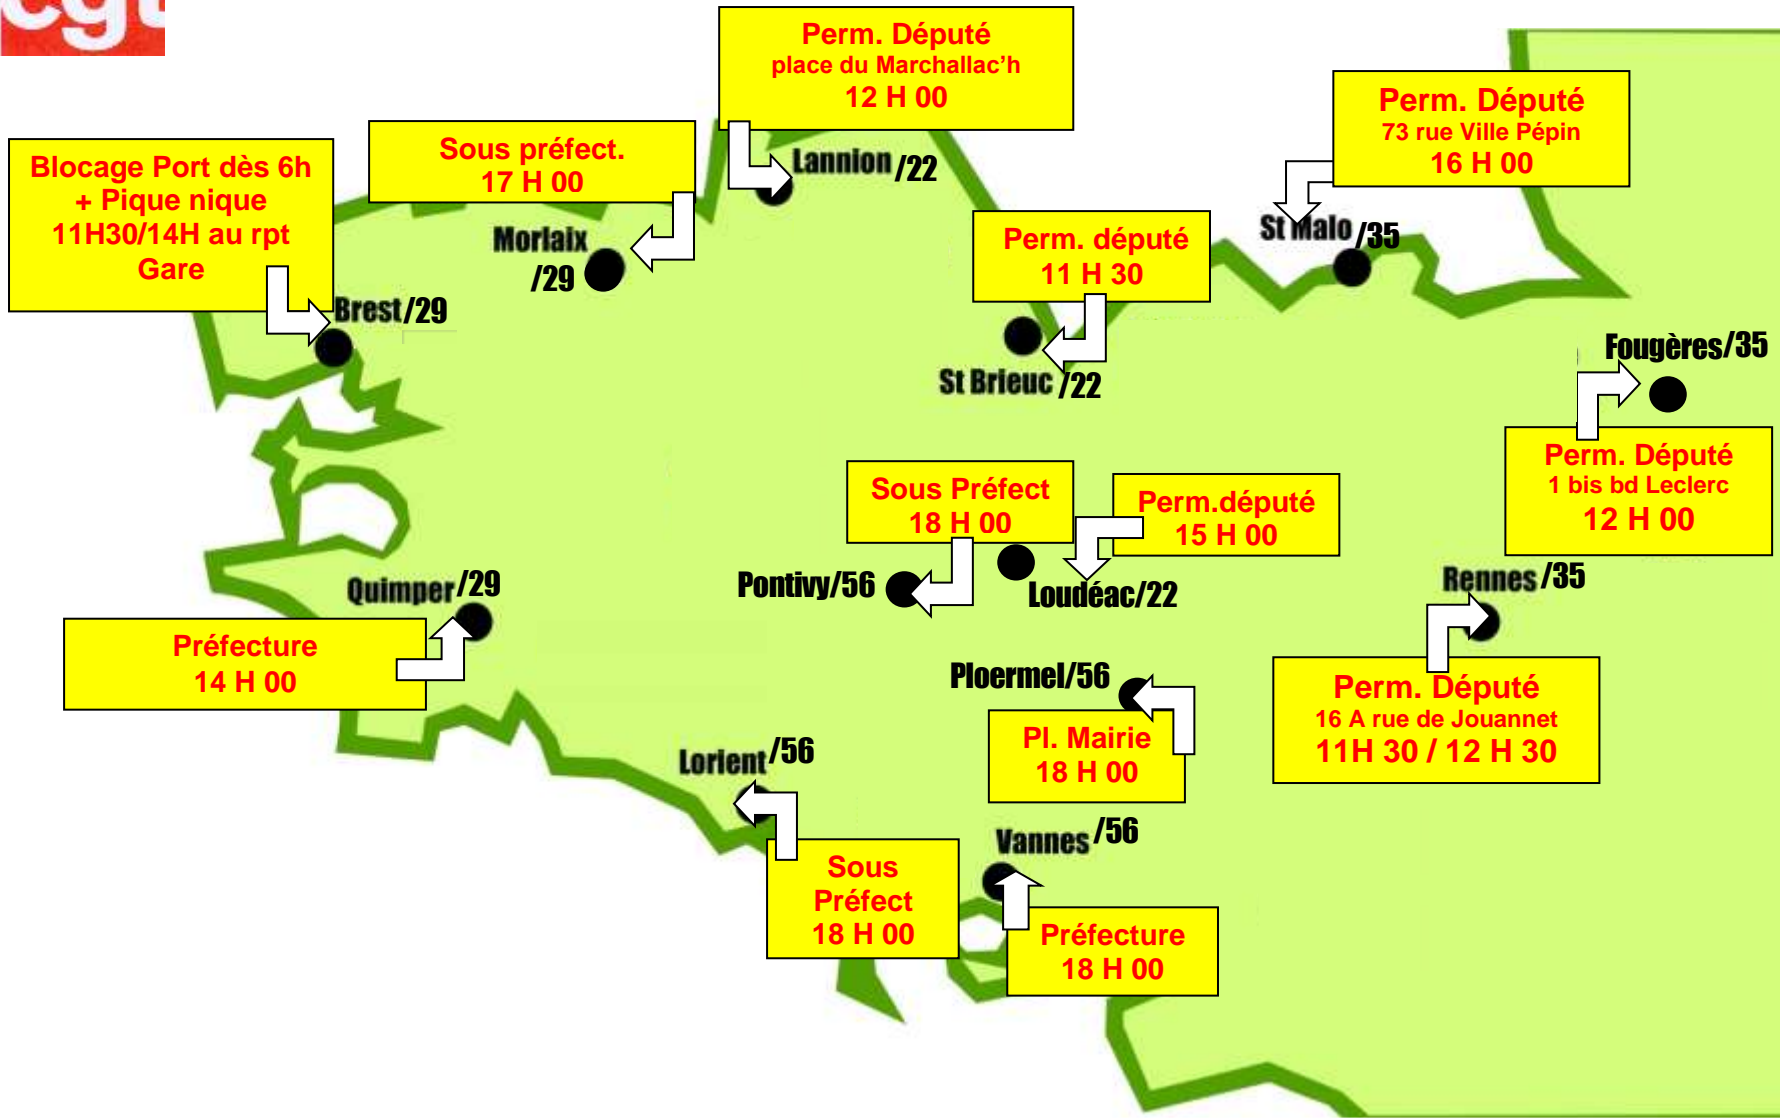 cgt
Perm. Député
place du Marchallac'h
12 H 00
Lannion /22
Perm. Député
73 rue Ville Pépin
16 H 00
St Malo /35
Sous préfect.
17 H 00
Morlaix
/29
Blocage Port dès 6h
+ Pique nique
11H30/14H au rpt
Gare
Brest /29
Perm. député
11 H 30
St Brieuc /22
Fougères/35
Perm. Député
1 bis bd Leclerc
12 H 00
Sous Préfect
18 H 00
Pontivy/56
Perm.député
15 H 00
Loudéac/22
Quimper /29
Préfecture
14 H 00
Rennes /35
Perm. Député
16 A rue de Jouannet
11H 30 / 12 H 30
Ploermel/56
Pl. Mairie
18 H 00
Lorient /56
Sous
Préfect
18 H 00
Vannes /56
Préfecture
18 H 00